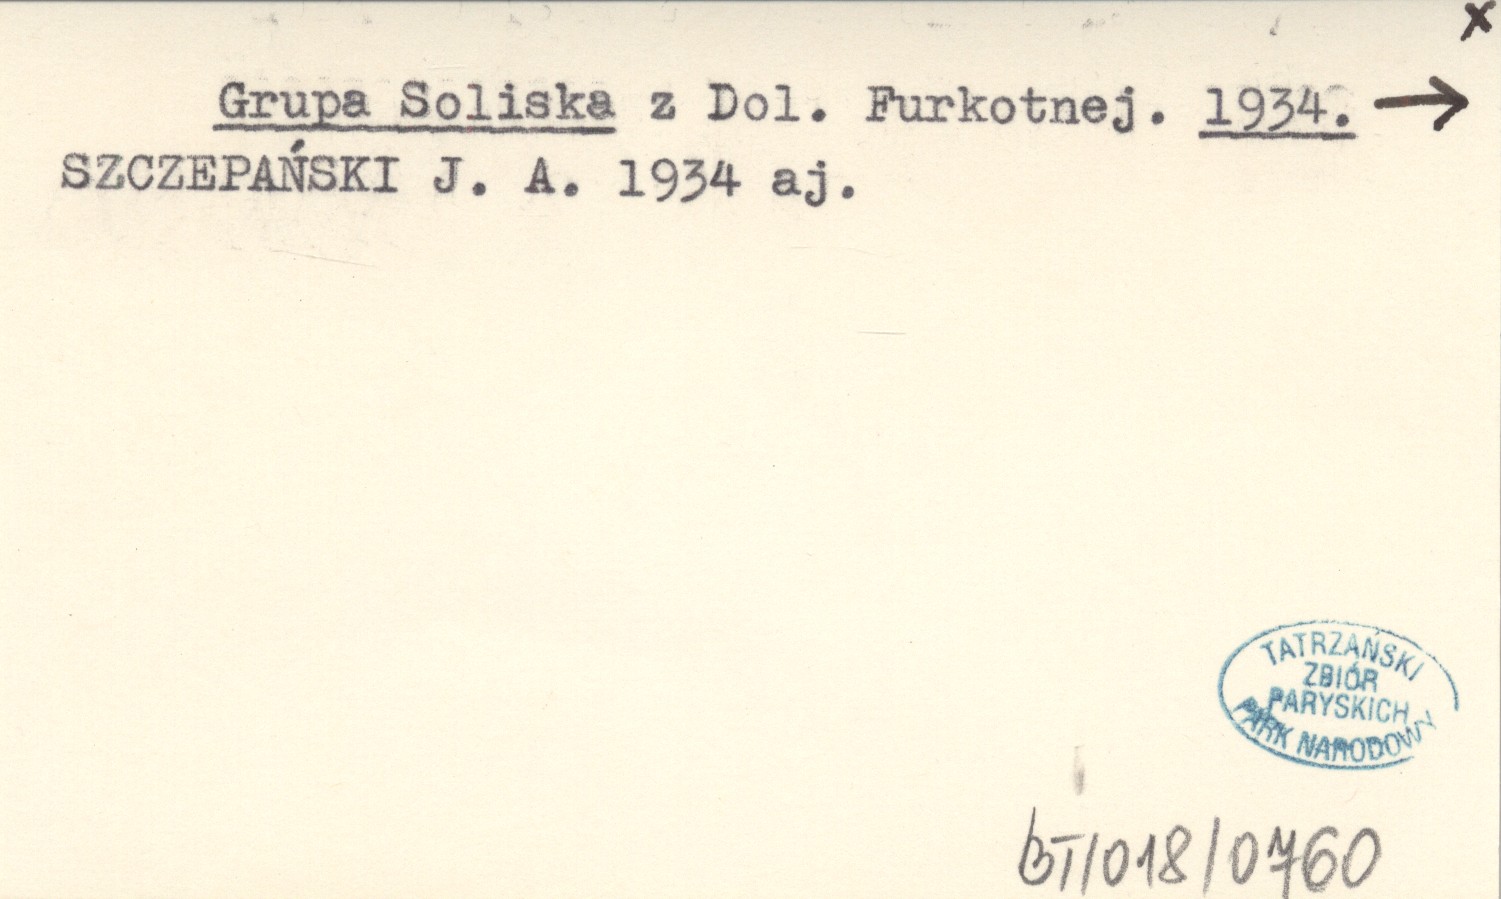 x
Grupa Soliska z Dol. Furkotnej. 1934. →
SZCZEPAŃSKI J. A. 1934 aj.
TATRZAŃSKI
ZBIÓR
PARYSKICH
PARK NARODOWY
BT/018/0760